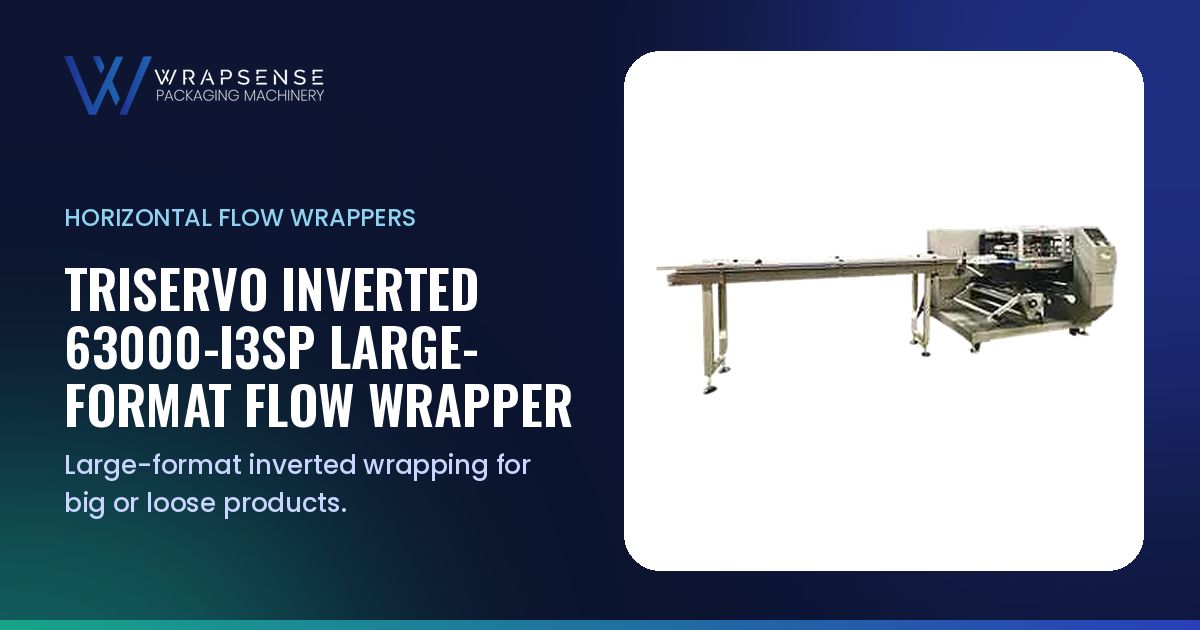 WRAPSENSE
PACKAGING MACHINERY
HORIZONTAL FLOW WRAPPERS
TRISERVO INVERTED
63000-I3SP LARGE-
FORMAT FLOW WRAPPER
Large-format inverted wrapping for
big or loose products.